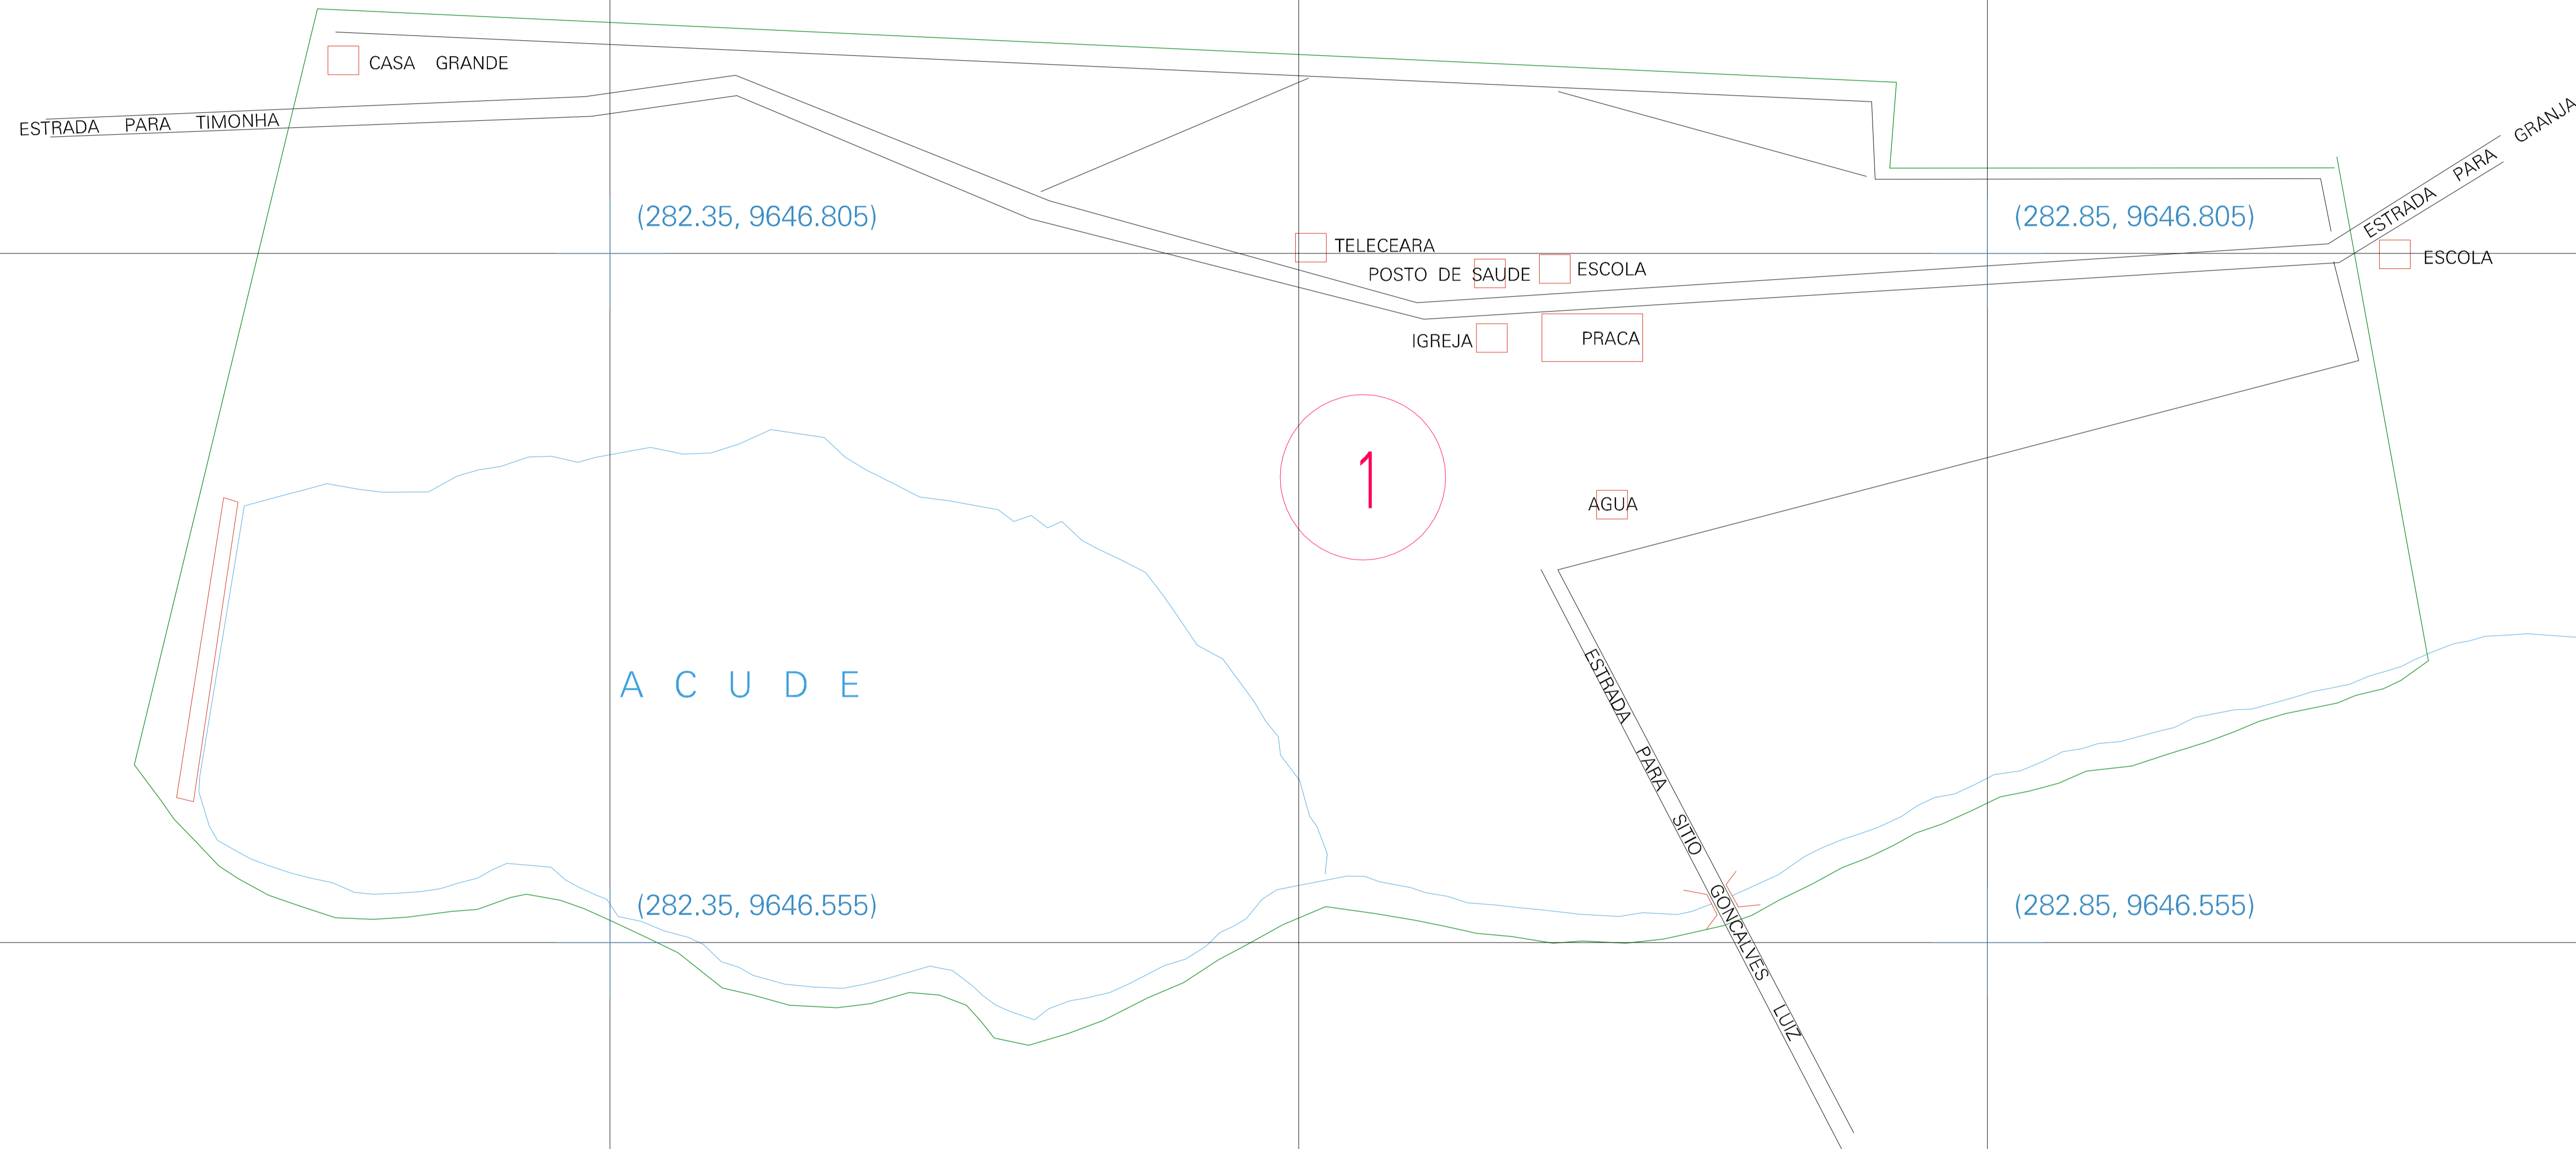 CASA GRANDE
ESTRADA PARA TIMONHA
ESTRADA PARA GRANJA
(282.35, 9646.805)
(282.85, 9646.805)
TELECEARA
POSTO DE SAUDE
ESCOLA
ESCOLA
IGREJA
PRACA
1
AGUA
A C U D E
ESTRADA PARA SITIO GONCALVES LUIZ
(282.35, 9646.555)
(282.85, 9646.555)